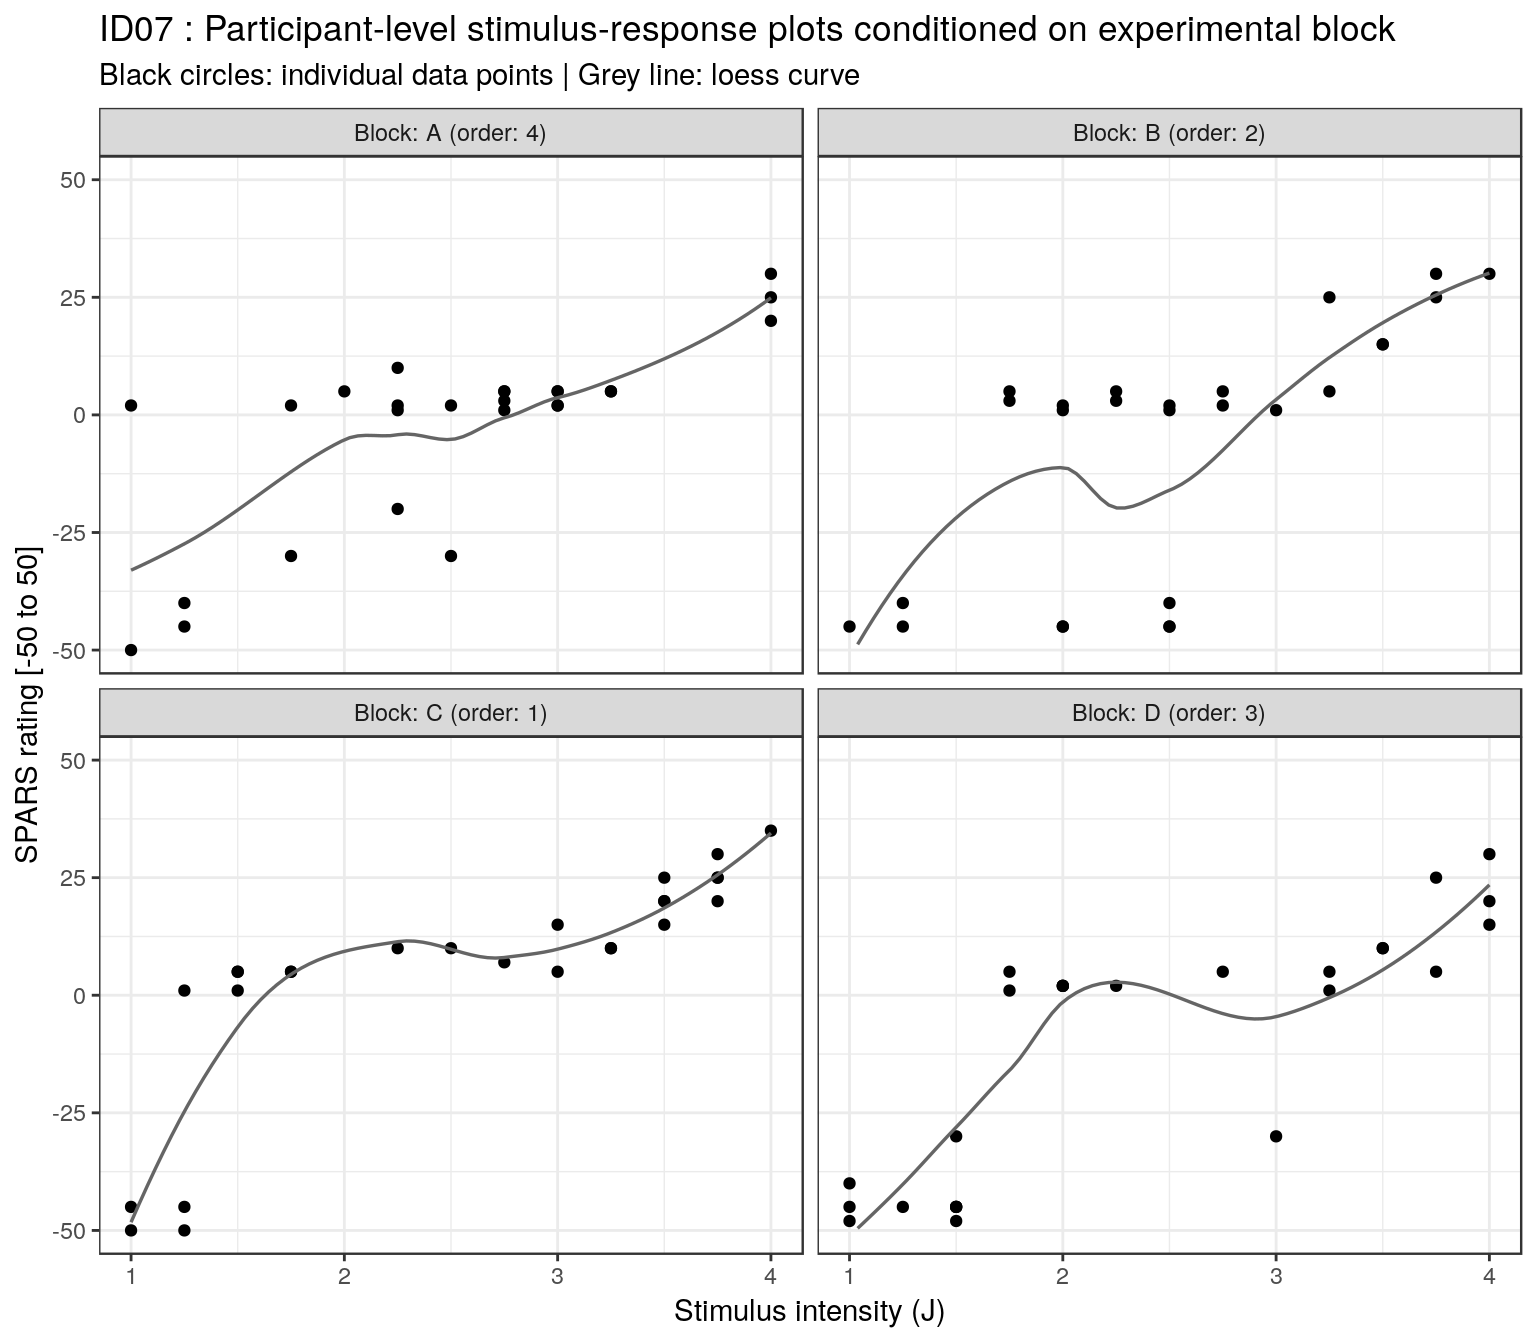 ID07 : Participant-level stimulus-response plots conditioned on experimental block
Black circles: individual data points | Grey line: loess curve
Block: A (order: 4)
Block: B (order: 2)
50
25
0
-25
-50
Block: C (order: 1)
Block: D (order: 3)
50
25
0
-25
-50
SPARS rating [-50 to 50]
1 2 3 4
1 2 3 4
Stimulus intensity (J)